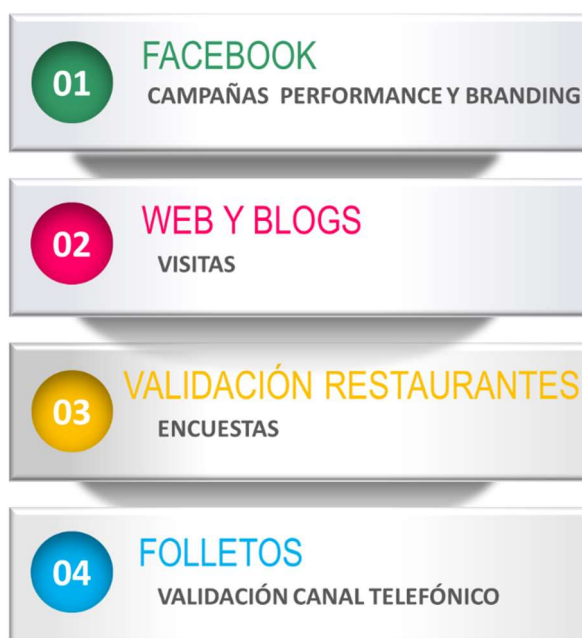 01
FACEBOOK
CAMPAÑAS PERFORMANCE Y BRANDING
02
WEB Y BLOGS
VISITAS
03
VALIDACIÓN RESTAURANTES
ENCUESTAS
04
FOLLETOS
VALIDACIÓN CANAL TELEFÓNICO